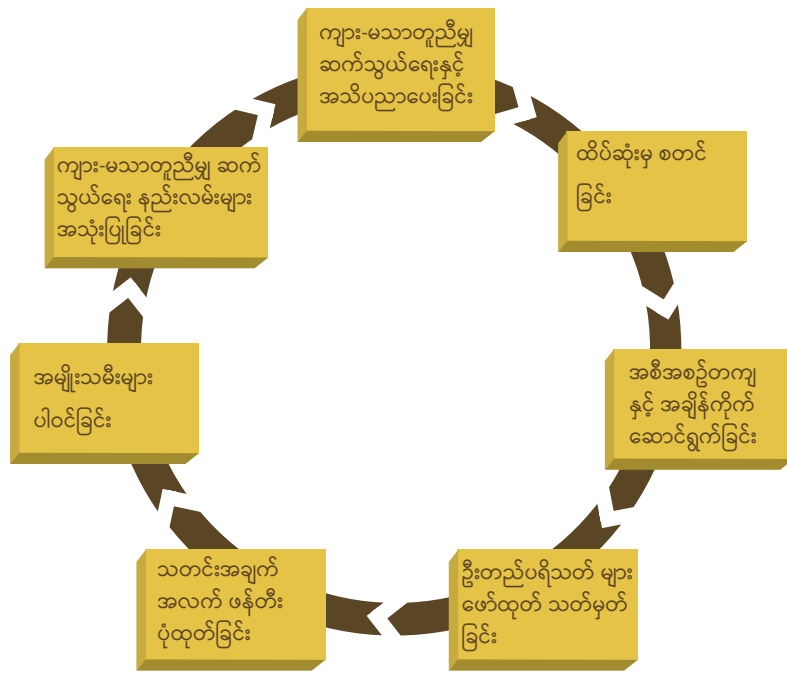 ကျား-မသာတူညီမျှ
ဆက်သွယ်ရေးနှင့်
အသိပညာပေးခြင်း
ထိပ်ဆုံးမှ စတင်
ခြင်း
အစီအစဥ်တကျ
နှင့် အချိန်ကိုက်
ဆောင်ရွက်ခြင်း
ဦးတည်ပရိသတ် များ
ဖော်ထုတ် သတ်မှတ်
ခြင်း
သတင်းအချက်
အလက် ဖန်တီး
ပုံထုတ်ခြင်း
အမျိုးသမီးများ
ပါဝင်ခြင်း
ကျား-မသာတူညီမျှ ဆက်
သွယ်ရေး နည်းလမ်းများ
အသုံးပြုခြင်း